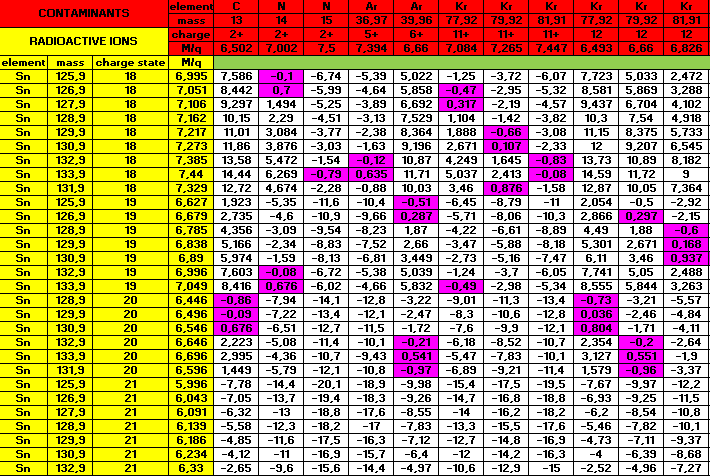 CONTAMINANTS element C N N Ar Ar Kr Kr Kr Kr Kr Kr
mass 13 14 15 36,97 39,96 77,92 79,92 81,91 77,92 79,92 81,91
RADIOACTIVE IONS charge 2+ 2+ 2+ 5+ 6+ 11+ 11+ 11+ 12 12 12
M/q 6,502 7,002 7,5 7,394 6,66 7,084 7,265 7,447 6,493 6,66 6,826
element mass charge state M/q
Sn 125,9 18 6,995 7,586 -0,1 -6,74 -5,39 5,022 -1,25 -3,72 -6,07 7,723 5,033 2,472
Sn 126,9 18 7,051 8,442 0,7 -5,99 -4,64 5,858 -0,47 -2,95 -5,32 8,581 5,869 3,288
Sn 127,9 18 7,106 9,297 1,494 -5,25 -3,89 6,692 0,317 -2,19 -4,57 9,437 6,704 4,102
Sn 128,9 18 7,162 10,15 2,29 -4,51 -3,13 7,529 1,104 -1,42 -3,82 10,3 7,54 4,918
Sn 129,9 18 7,217 11,01 3,084 -3,77 -2,38 8,364 1,888 -0,66 -3,08 11,15 8,375 5,733
Sn 130,9 18 7,273 11,86 3,876 -3,03 -1,63 9,196 2,671 0,107 -2,33 12 9,207 6,545
Sn 132,9 18 7,385 13,58 5,472 -1,54 -0,12 10,87 4,249 1,645 -0,83 13,73 10,89 8,182
Sn 133,9 18 7,44 14,44 6,269 -0,79 0,635 11,71 5,037 2,413 -0,08 14,59 11,72 9
Sn 131,9 18 7,329 12,72 4,674 -2,28 -0,88 10,03 3,46 0,876 -1,58 12,87 10,05 7,364
Sn 125,9 19 6,627 1,923 -5,35 -11,6 -10,4 -0,51 -6,45 -8,79 -11 2,054 -0,5 -2,92
Sn 126,9 19 6,679 2,735 -4,6 -10,9 -9,66 0,287 -5,71 -8,06 -10,3 2,866 0,297 -2,15
Sn 128,9 19 6,785 4,356 -3,09 -9,54 -8,23 1,87 -4,22 -6,61 -8,89 4,49 1,88 -0,6
Sn 129,9 19 6,838 5,166 -2,34 -8,83 -7,52 2,66 -3,47 -5,88 -8,18 5,301 2,671 0,168
Sn 130,9 19 6,89 5,974 -1,59 -8,13 -6,81 3,449 -2,73 -5,16 -7,47 6,11 3,46 0,937
Sn 132,9 19 6,996 7,603 -0,08 -6,72 -5,38 5,039 -1,24 -3,7 -6,05 7,741 5,05 2,488
Sn 133,9 19 7,049 8,416 0,676 -6,02 -4,66 5,832 -0,49 -2,98 -5,34 8,555 5,844 3,263
Sn 128,9 20 6,446 -0,86 -7,94 -14,1 -12,8 -3,22 -9,01 -11,3 -13,4 -0,73 -3,21 -5,57
Sn 129,9 20 6,496 -0,09 -7,22 -13,4 -12,1 -2,47 -8,3 -10,6 -12,8 0,036 -2,46 -4,84
Sn 130,9 20 6,546 0,676 -6,51 -12,7 -11,5 -1,72 -7,6 -9,9 -12,1 0,804 -1,71 -4,11
Sn 132,9 20 6,646 2,223 -5,08 -11,4 -10,1 -0,21 -6,18 -8,52 -10,7 2,354 -0,2 -2,64
Sn 133,9 20 6,696 2,995 -4,36 -10,7 -9,43 0,541 -5,47 -7,83 -10,1 3,127 0,551 -1,9
Sn 131,9 20 6,596 1,449 -5,79 -12,1 -10,8 -0,97 -6,89 -9,21 -11,4 1,579 -0,96 -3,37
Sn 125,9 21 5,996 -7,78 -14,4 -20,1 -18,9 -9,98 -15,4 -17,5 -19,5 -7,67 -9,97 -12,2
Sn 126,9 21 6,043 -7,05 -13,7 -19,4 -18,3 -9,26 -14,7 -16,8 -18,8 -6,93 -9,25 -11,5
Sn 127,9 21 6,091 -6,32 -13 -18,8 -17,6 -8,55 -14 -16,2 -18,2 -6,2 -8,54 -10,8
Sn 128,9 21 6,139 -5,58 -12,3 -18,2 -17 -7,83 -13,3 -15,5 -17,6 -5,46 -7,82 -10,1
Sn 129,9 21 6,186 -4,85 -11,6 -17,5 -16,3 -7,12 -12,7 -14,8 -16,9 -4,73 -7,11 -9,37
Sn 130,9 21 6,234 -4,12 -11 -16,9 -15,7 -6,4 -12 -14,2 -16,3 -4 -6,39 -8,68
Sn 132,9 21 6,33 -2,65 -9,6 -15,6 -14,4 -4,97 -10,6 -12,9 -15 -2,52 -4,96 -7,27